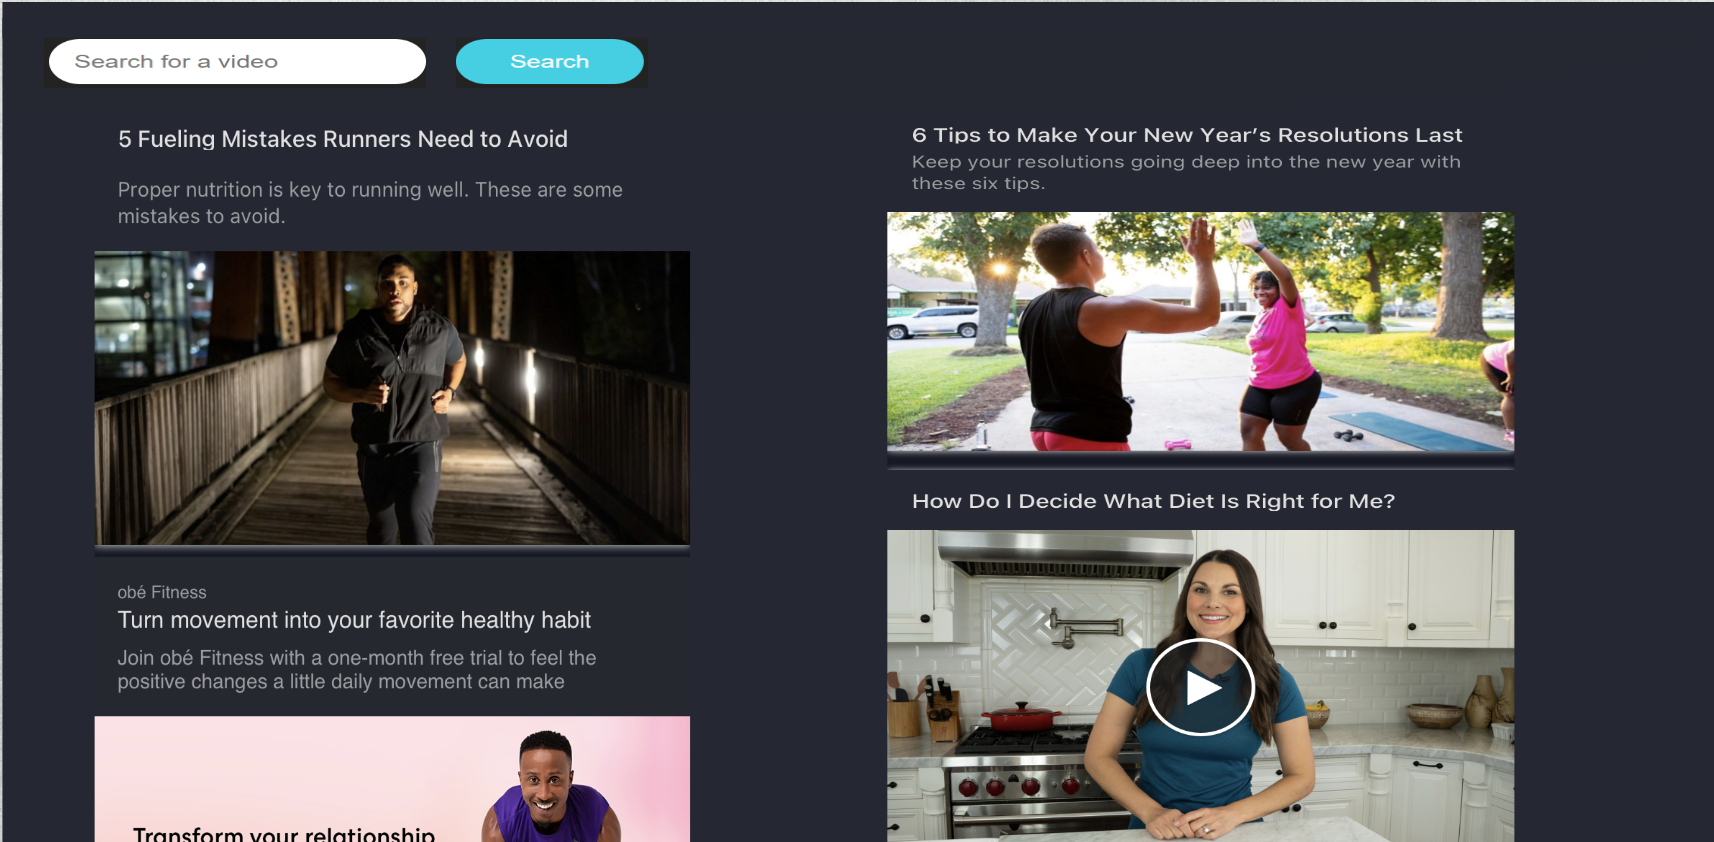 Search for a video
Search
5 Fueling Mistakes Runners Need to Avoid
Proper nutrition is key to running well. These are some
mistakes to avoid.
obé Fitness
Turn movement into your favorite healthy habit
Join obé Fitness with a one-month free trial to feel the
positive changes a little daily movement can make
Transform your relationship
6 Tips to Make Your New Year’s Resolutions Last
Keep your resolutions going deep into the new year with
these six tips.
How Do I Decide What Diet Is Right for Me?